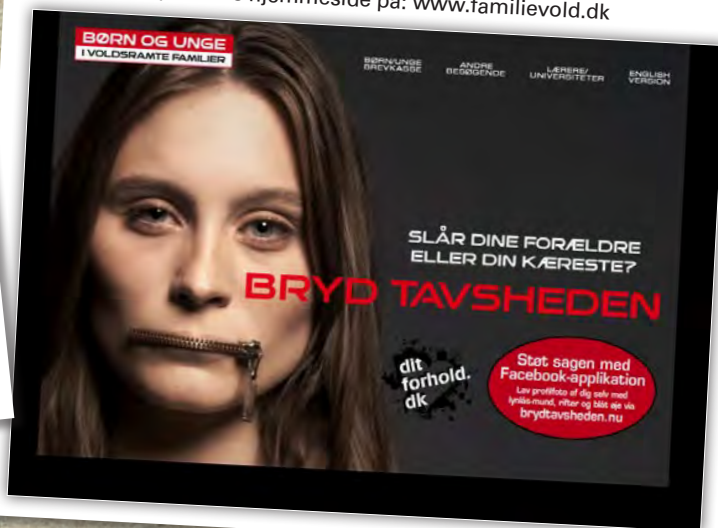 hjemmeside på: www.familievold.dk
BØRN OG UNGE
I VOLDSRAMTE FAMILIER
BØRN/UNGE
BREVKASSE
ANDRE
BESØGENDE
LÆRERE/
UNIVERSITETER
ENGLISH
VERSION
SLÅR DINE FORÆLDRE
ELLER DIN KÆRESTE?
BRYD TAVSHEDEN
dit
forhold.
dk
Støt sagen med
Facebook-applikation
Lav profilfoto af dig selv med
lynlås-mund, rifter og blåt øje via
brydtavsheden.nu